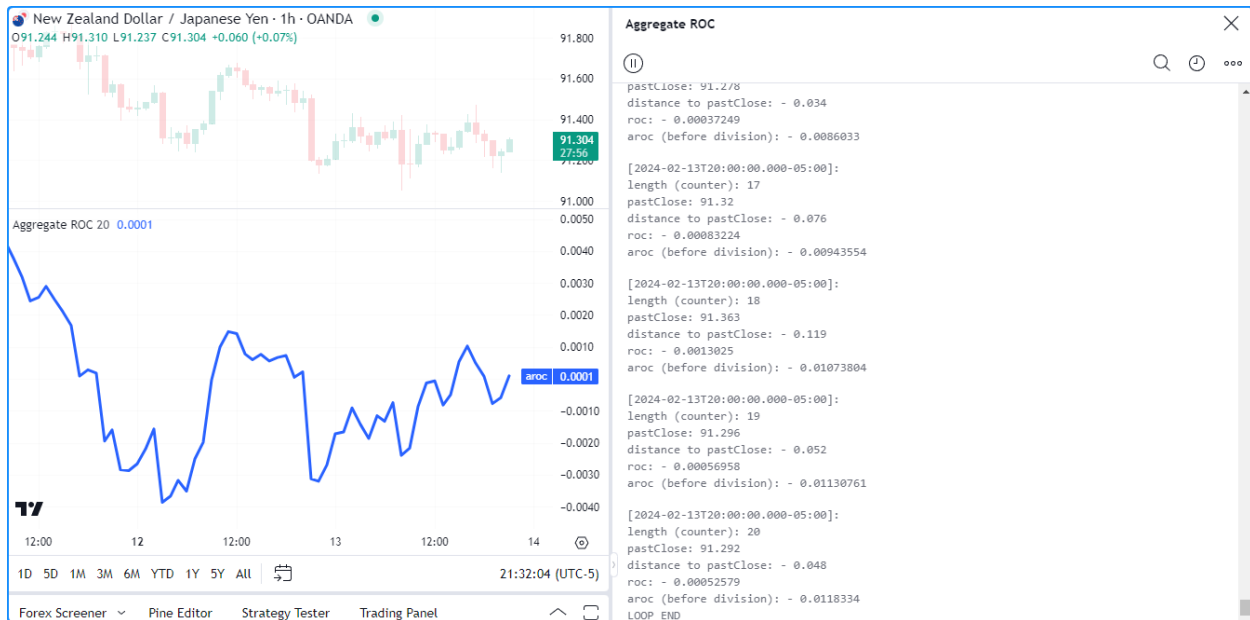 New Zealand Dollar / Japanese Yen · 1h · OANDA
O91.244 H91.310 L91.237 C91.304 +0.060 (+0.07%)
91.800
91.600
91.400
91.304
27:56
91.200
91.000
Aggregate ROC 20 0.0001
0.0050
0.0040
0.0030
0.0020
0.0010
aroc 0.0001
−0.0010
−0.0020
−0.0030
−0.0040
12:00 12 12:00 13 12:00 14
1D 5D 1M 3M 6M YTD 1Y 5Y All 21:32:04 (UTC-5)
Forex Screener Pine Editor Strategy Tester Trading Panel
Aggregate ROC
pastClose: 91.278
distance to pastClose: - 0.034
roc: - 0.00037249
aroc (before division): - 0.0086033
[2024-02-13T20:00:00.000-05:00]:
length (counter): 17
pastClose: 91.32
distance to pastClose: - 0.076
roc: - 0.00083224
aroc (before division): - 0.00943554
[2024-02-13T20:00:00.000-05:00]:
length (counter): 18
pastClose: 91.363
distance to pastClose: - 0.119
roc: - 0.0013025
aroc (before division): - 0.01073804
[2024-02-13T20:00:00.000-05:00]:
length (counter): 19
pastClose: 91.296
distance to pastClose: - 0.052
roc: - 0.00056958
aroc (before division): - 0.01130761
[2024-02-13T20:00:00.000-05:00]:
length (counter): 20
pastClose: 91.292
distance to pastClose: - 0.048
roc: - 0.00052579
aroc (before division): - 0.0118334
LOOP END